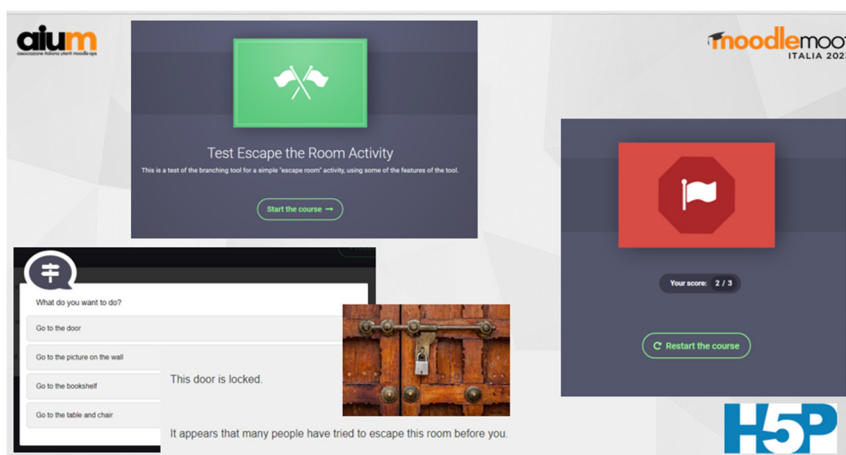 aium
associazione italiana utenti moodle aps
moodlemoot
ITALIA 202
Test Escape the Room Activity
This is a test of the branching tool for a simple "escape room" activity, using some of the features of the tool.
Start the course →
Your score: 2 / 3
Restart the course
What do you want to do?
Go to the door
Go to the picture on the wall
Go to the bookshelf
Go to the table and chair
This door is locked.
It appears that many people have tried to escape this room before you.
H5P